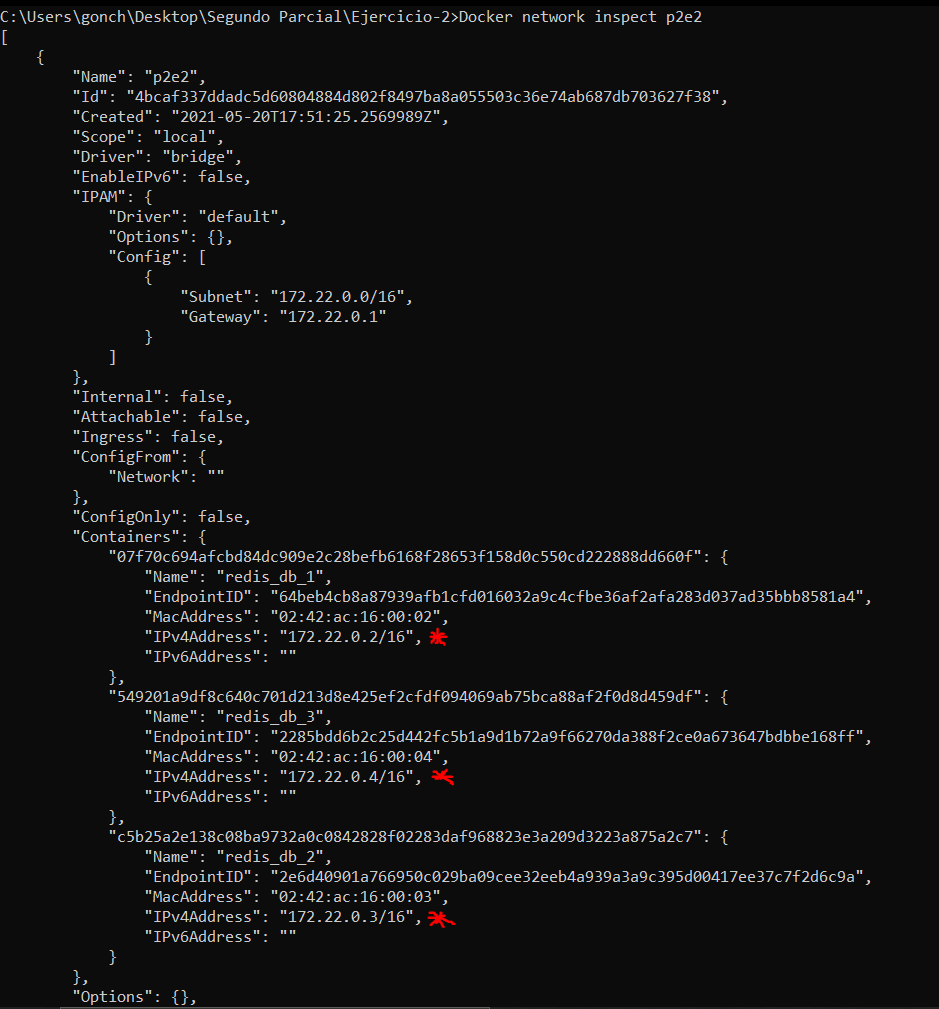 C:\Users\gonch\Desktop\Segundo Parcial\Ejercicio-2>Docker network inspect p2e2
[
    {
        "Name": "p2e2",
        "Id": "4bcaf337ddadc5d60804884d802f8497ba8a055503c36e74ab687db703627f38",
        "Created": "2021-05-20T17:51:25.2569989Z",
        "Scope": "local",
        "Driver": "bridge",
        "EnableIPv6": false,
        "IPAM": {
            "Driver": "default",
            "Options": {},
            "Config": [
                {
                    "Subnet": "172.22.0.0/16",
                    "Gateway": "172.22.0.1"
                }
            ]
        },
        "Internal": false,
        "Attachable": false,
        "Ingress": false,
        "ConfigFrom": {
            "Network": ""
        },
        "ConfigOnly": false,
        "Containers": {
            "07f70c694afcbd84dc909e2c28befb6168f28653f158d0c550cd222888dd660f": {
                "Name": "redis_db_1",
                "EndpointID": "64beb4cb8a87939afb1cfd016032a9c4cfbe36af2afa283d037ad35bbb8581a4",
                "MacAddress": "02:42:ac:16:00:02",
                "IPv4Address": "172.22.0.2/16",
                "IPv6Address": ""
            },
            "549201a9df8c640c701d213d8e425ef2cfdf094069ab75bca88af2f0d8d459df": {
                "Name": "redis_db_3",
                "EndpointID": "2285bdd6b2c25d442fc5b1a9d1b72a9f66270da388f2ce0a673647bdbbe168ff",
                "MacAddress": "02:42:ac:16:00:04",
                "IPv4Address": "172.22.0.4/16",
                "IPv6Address": ""
            },
            "c5b25a2e138c08ba9732a0c0842828f02283daf968823e3a209d3223a875a2c7": {
                "Name": "redis_db_2",
                "EndpointID": "2e6d40901a766950c029ba09cee32eeb4a939a3a9c395d00417ee37c7f2d6c9a",
                "MacAddress": "02:42:ac:16:00:03",
                "IPv4Address": "172.22.0.3/16",
                "IPv6Address": ""
            }
        },
        "Options": {},